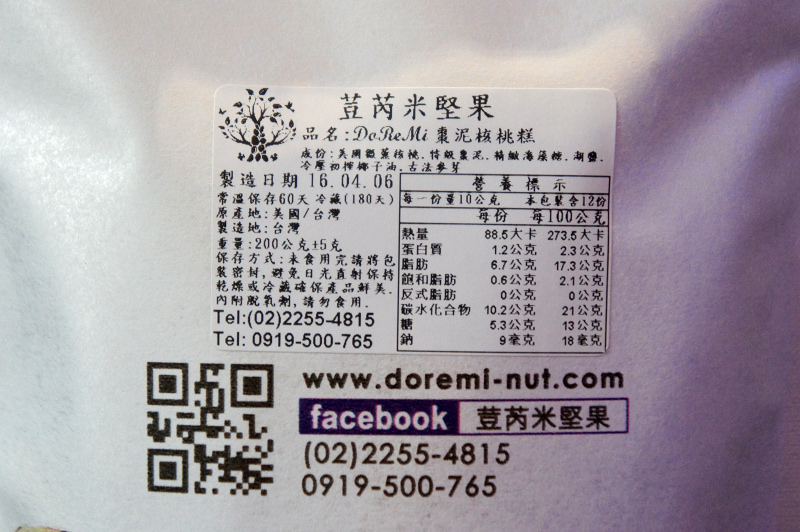 荳芮米堅果
品名:DoReMi棗泥核桃糕
成份:美國鑽蕉核桃.特級棗泥.精緻海藻糖.湖鹽.
冷壓初榨椰子油.古法麥芽
製造日期 16.04.06
常溫保存60天 冷藏(180天)
原產地:美國/台灣
製造地:台灣
重量:200公克±5克
保存方式:未食用完請將包
裝密封,避免日光直射保持
乾燥或冷藏確保產品鮮美.
內附脫氧劑,請勿食用.
Tel:(02)2255-4815
Tel: 0919-500-765
營養標示
每一份量10公克 本包裝含12份
每份 每100公克
熱量 88.5大卡 273.5大卡
蛋白質 1.2公克 2.3公克
脂肪 6.7公克 17.3公克
飽和脂肪 0.6公克 2.1公克
反式脂肪 0公克 0公克
碳水化合物 10.2公克 21公克
糖 5.3公克 13公克
鈉 9毫克 18毫克
www.doremi-nut.com
facebook 荳芮米堅果
(02)2255-4815
0919-500-765